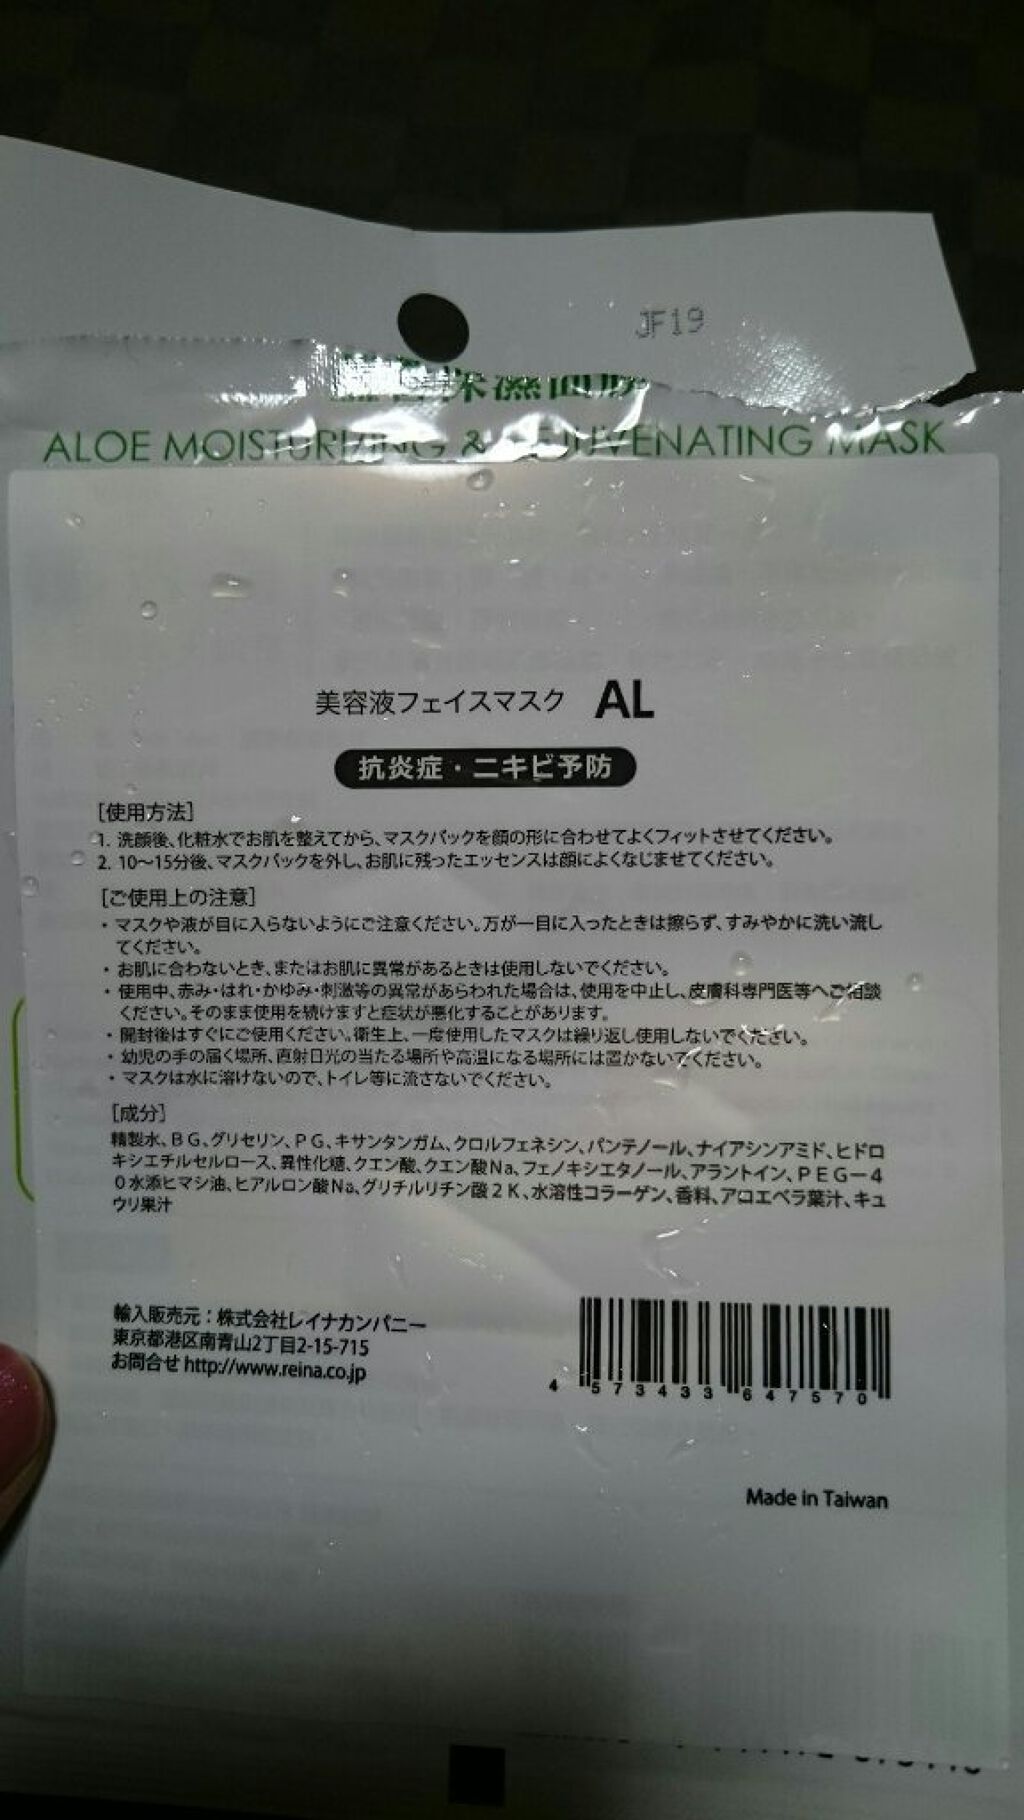 JF19
保濕面膜
ALOE MOISTURIZING & REJUVENATING MASK
美容液フェイスマスク AL
抗炎症・ニキビ予防
[使用方法]
1. 洗顔後、化粧水でお肌を整えてから、マスクパックを顔の形に合わせてよくフィットさせてください。
2. 10〜15分後、マスクパックを外し、お肌に残ったエッセンスは顔によくなじませてください。
[ご使用上の注意]
・マスクや液が目に入らないようにご注意ください。万が一目に入ったときは擦らず、すみやかに洗い流し
てください。
・お肌に合わないとき、またはお肌に異常があるときは使用しないでください。
・使用中、赤み・はれ・かゆみ・刺激等の異常があらわれた場合は、使用を中止し、皮膚科専門医等へご相談
ください。そのまま使用を続けますと症状が悪化することがあります。
・開封後はすぐにご使用ください。衛生上、一度使用したマスクは繰り返し使用しないでください。
・幼児の手の届く場所、直射日光の当たる場所や高温になる場所には置かないでください。
・マスクは水に溶けないので、トイレ等に流さないでください。
[成分]
精製水、BG、グリセリン、PG、キサンタンガム、クロルフェネシン、パンテノール、ナイアシンアミド、ヒドロ
キシエチルセルロース、異性化糖、クエン酸、クエン酸Na、フェノキシエタノール、アラントイン、PEG－4
0水添ヒマシ油、ヒアルロン酸Na、グリチルリチン酸2K、水溶性コラーゲン、香料、アロエベラ葉汁、キュ
ウリ果汁
輸入販売元：株式会社レイナカンパニー
東京都港区南青山2丁目2-15-715
お問合せ http://www.reina.co.jp
4 573433 647570
Made in Taiwan